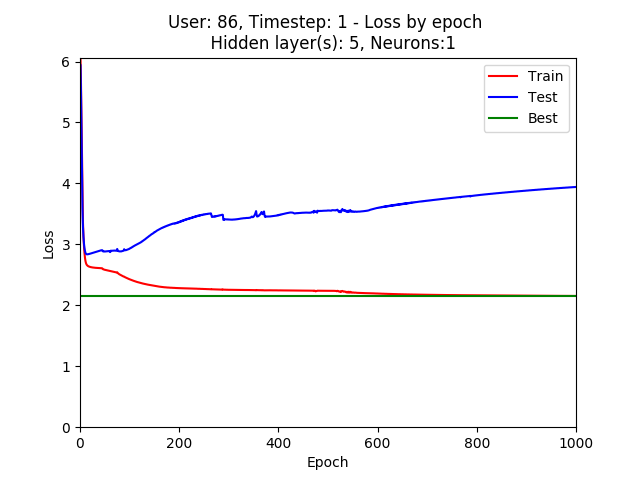 User: 86, Timestep: 1 - Loss by epoch
Hidden layer(s): 5, Neurons:1
Train
Test
Best
6
5
4
3
2
1
0
Loss
0 200 400 600 800 1000
Epoch